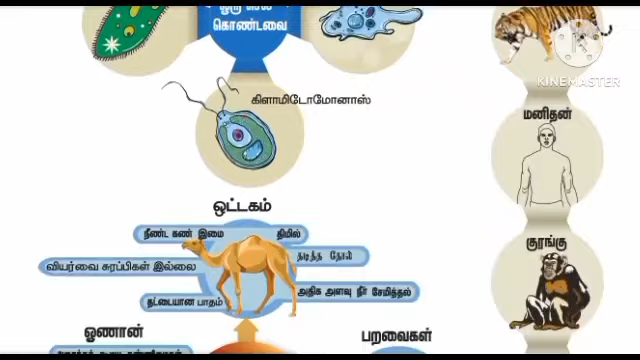 ஒரு செல்
கொண்டவை
KINEMASTER
கிளாமிடோமோனாஸ்
மனிதன்
ஒட்டகம்
நீண்ட கண் இமை
திமில்
தடித்த தோல்
வியர்வை சுரப்பிகள் இல்லை
அதிக அளவு நீர் சேமித்தல்
தட்டையான பாதம்
குரங்கு
ஓணான்
பறவைகள்